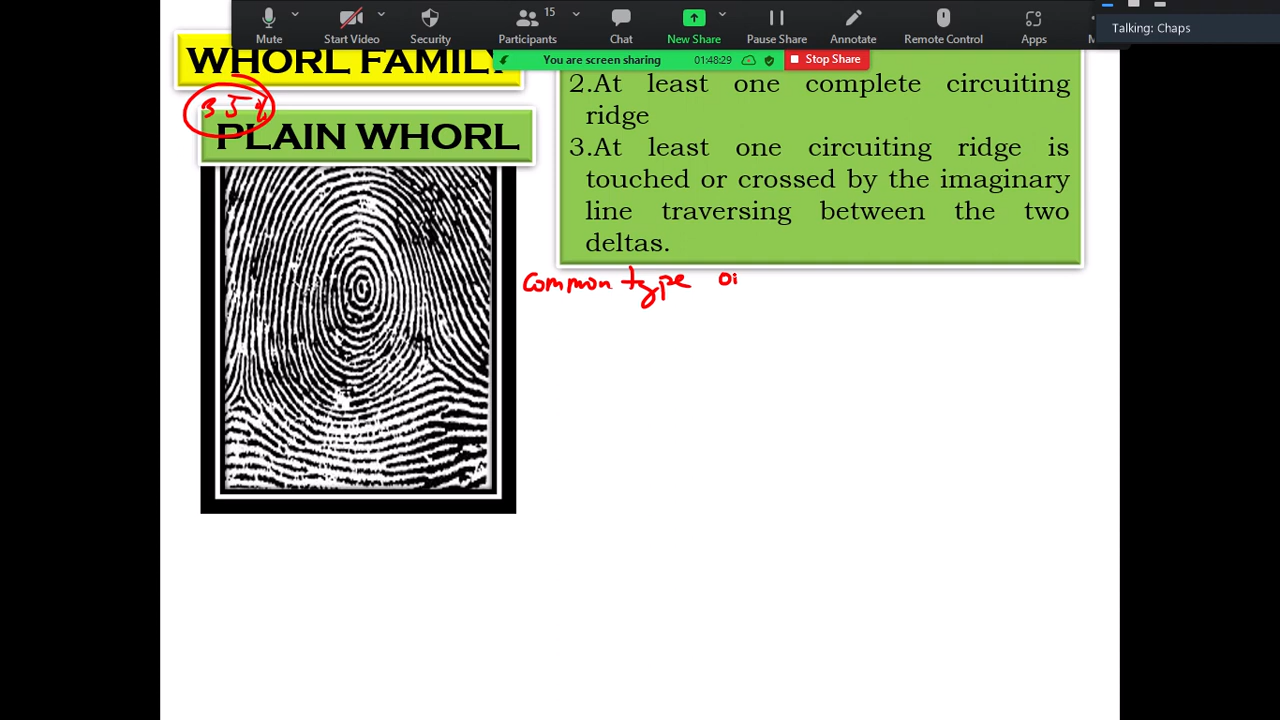 Mute
Start Video
Security
Participants
15
Chat
New Share
Pause Share
Annotate
Remote Control
Apps
Talking: Chaps
You are screen sharing
01:48:29
Stop Share
WHORL FAMILY
35%
PLAIN WHORL
2.At least one complete circuiting
ridge
3.At least one circuiting ridge is
touched or crossed by the imaginary
line traversing between the two
deltas.
Common type